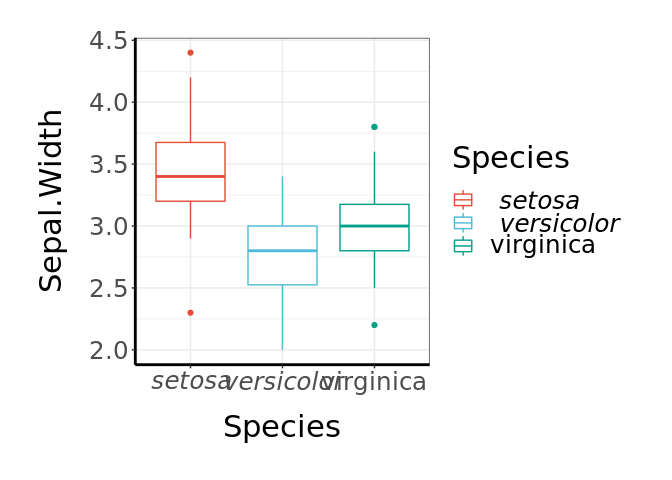 4.5
4.0
3.5
3.0
2.5
2.0
Sepal.Width
setosa versicolor virginica
Species
Species
setosa
versicolor
virginica